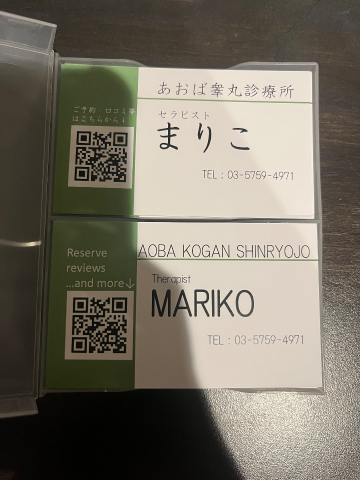 あおば睾丸診療所
ご予約 口コミ等
はこちらから↓
セラピスト
まりこ
TEL：03-5759-4971
AOBA KOGAN SHINRYOJO
Reserve
reviews
...and more↓
Therapist
MARIKO
TEL：03-5759-4971